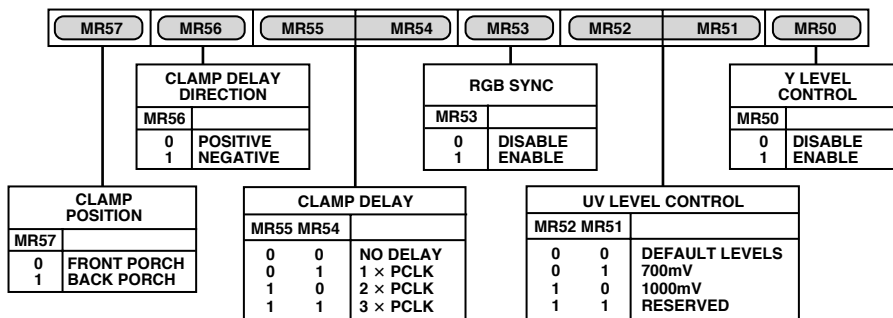 MR57 MR56 MR55 MR54 MR53 MR52 MR51 MR50
CLAMP DELAY
DIRECTION
MR56
0 POSITIVE
1 NEGATIVE
RGB SYNC
MR53
0 DISABLE
1 ENABLE
Y LEVEL
CONTROL
MR50
0 DISABLE
1 ENABLE
CLAMP
POSITION
MR57
0 FRONT PORCH
1 BACK PORCH
CLAMP DELAY
MR55 MR54
0 0 NO DELAY
0 1 1 × PCLK
1 0 2 × PCLK
1 1 3 × PCLK
UV LEVEL CONTROL
MR52 MR51
0 0 DEFAULT LEVELS
0 1 700mV
1 0 1000mV
1 1 RESERVED